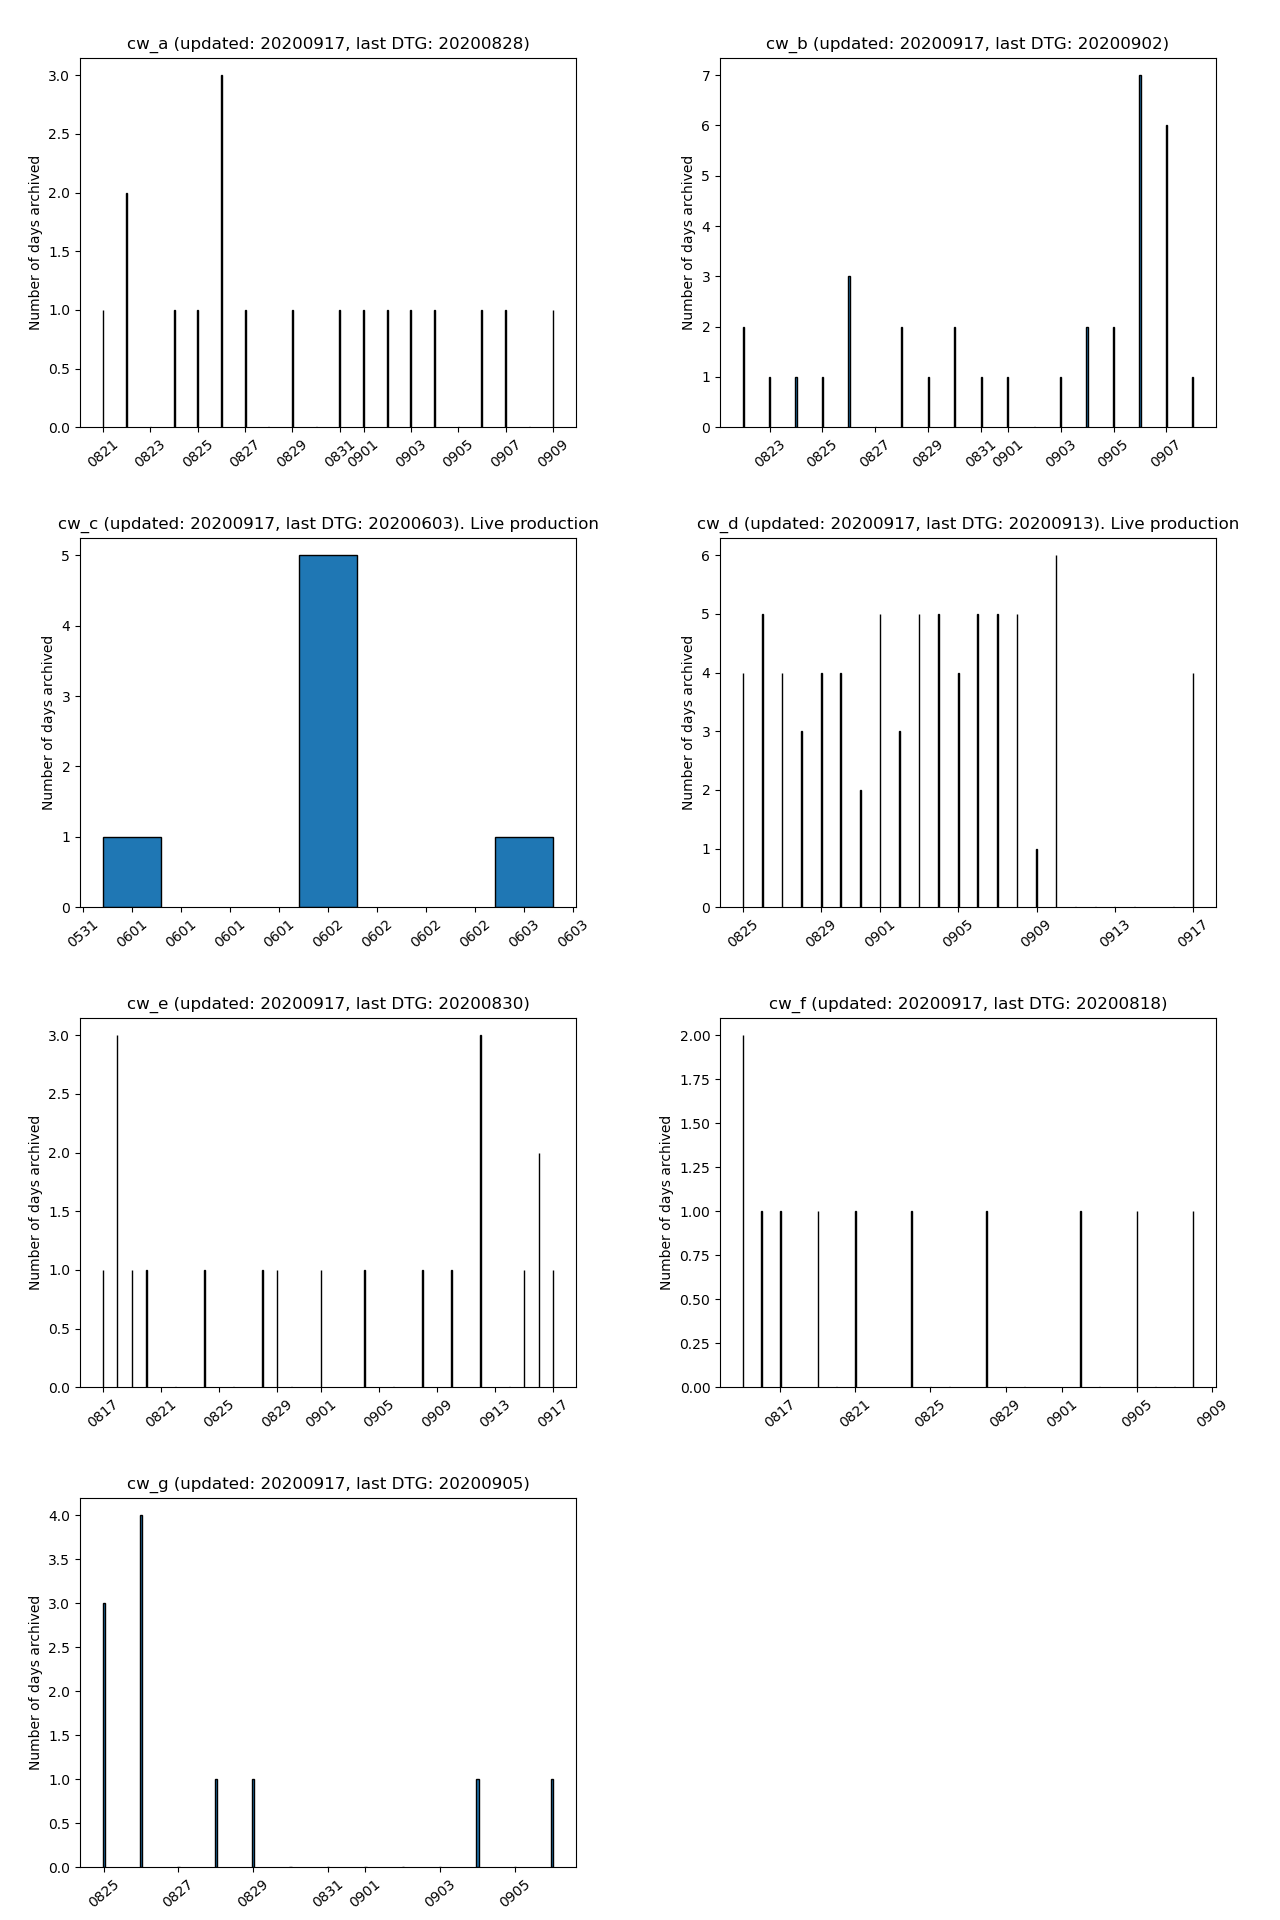 cw_a (updated: 20200917, last DTG: 20200828)
Number of days archived
3.0
2.5
2.0
1.5
1.0
0.5
0.0
0821 0823 0825 0827 0829 0831 0901 0903 0905 0907 0909
cw_b (updated: 20200917, last DTG: 20200902)
Number of days archived
7
6
5
4
3
2
1
0
0823 0825 0827 0829 0831 0901 0903 0905 0907
cw_c (updated: 20200917, last DTG: 20200603). Live production
Number of days archived
5
4
3
2
1
0
0531 0601 0601 0601 0601 0602 0602 0602 0602 0603 0603
cw_d (updated: 20200917, last DTG: 20200913). Live production
Number of days archived
6
5
4
3
2
1
0
0825 0829 0901 0905 0909 0913 0917
cw_e (updated: 20200917, last DTG: 20200830)
Number of days archived
3.0
2.5
2.0
1.5
1.0
0.5
0.0
0817 0821 0825 0829 0901 0905 0909 0913 0917
cw_f (updated: 20200917, last DTG: 20200818)
Number of days archived
2.00
1.75
1.50
1.25
1.00
0.75
0.50
0.25
0.00
0817 0821 0825 0829 0901 0905 0909
cw_g (updated: 20200917, last DTG: 20200905)
Number of days archived
4.0
3.5
3.0
2.5
2.0
1.5
1.0
0.5
0.0
0825 0827 0829 0831 0901 0903 0905